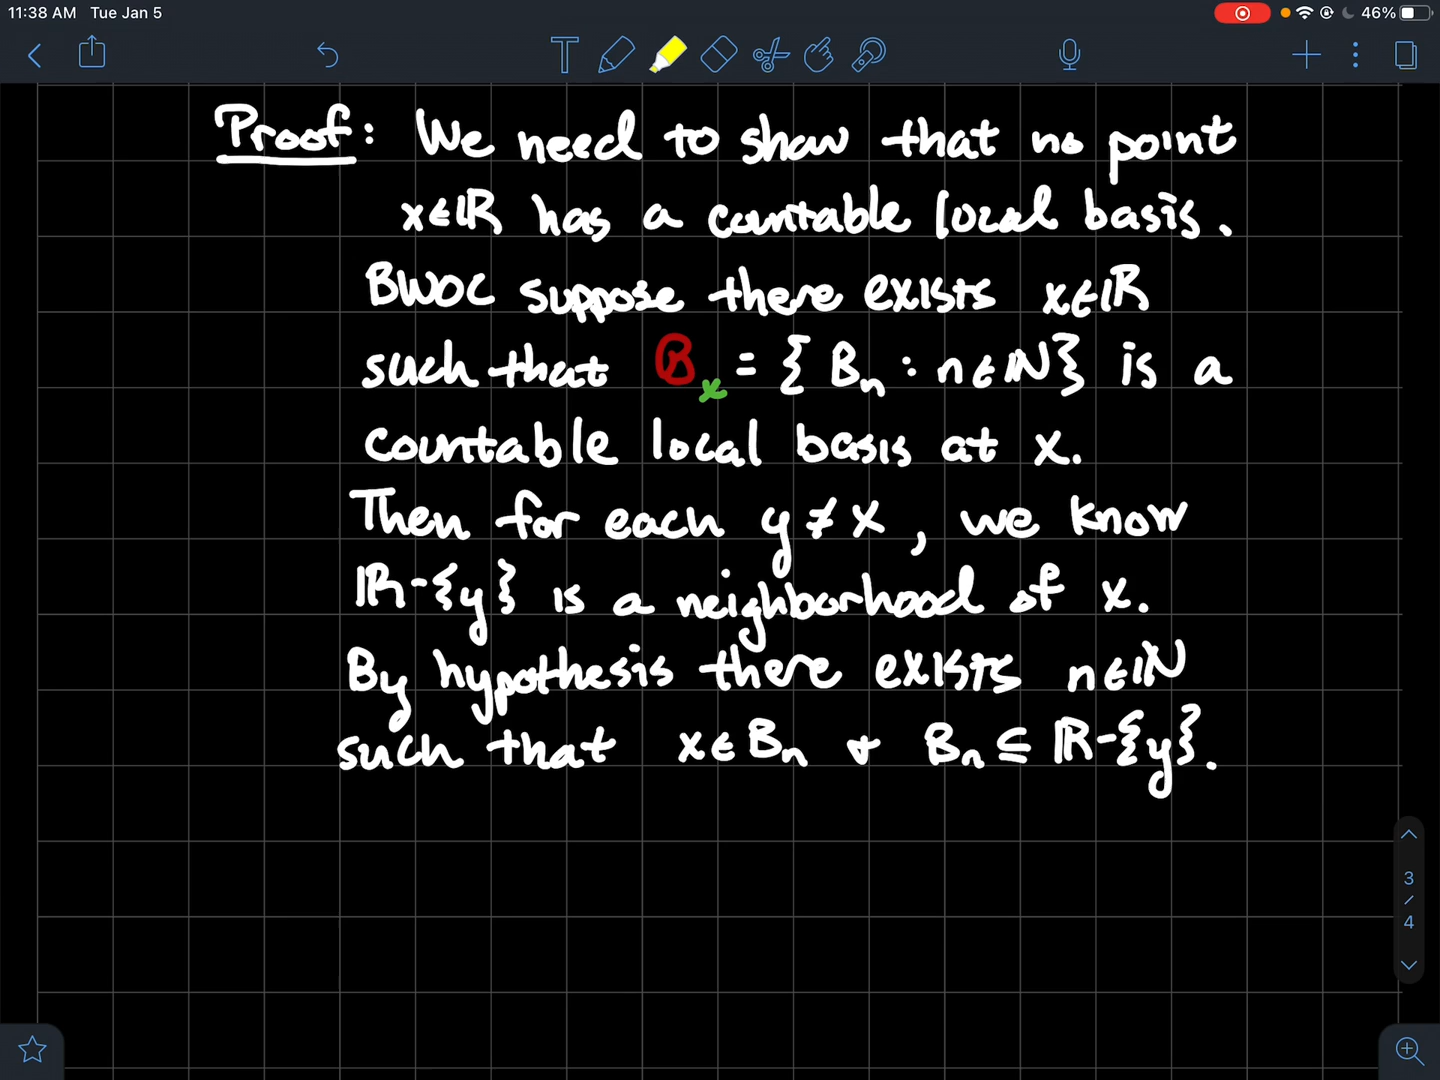 11:38 AM Tue Jan 5
46%
T
Proof: We need to show that no point
x∈ℝ has a countable local basis.
BWOC suppose there exists x∈ℝ
such that ℬₓ = { Bₙ : n∈ℕ} is a
countable local basis at x.
Then for each y ≠ x, we know
ℝ-{y} is a neighborhood of x.
By hypothesis there exists n∈ℕ
such that x∈Bₙ & Bₙ ⊆ ℝ-{y}.
3
/
4